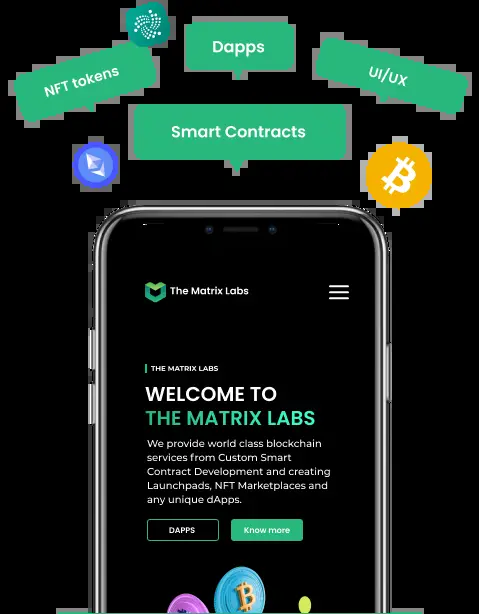 Dapps
NFT tokens
UI/UX
Smart Contracts
The Matrix Labs
THE MATRIX LABS
WELCOME TO
THE MATRIX LABS
We provide world class blockchain
services from Custom Smart
Contract Development and creating
Launchpads, NFT Marketplaces and
any unique dApps.
DAPPS
Know more